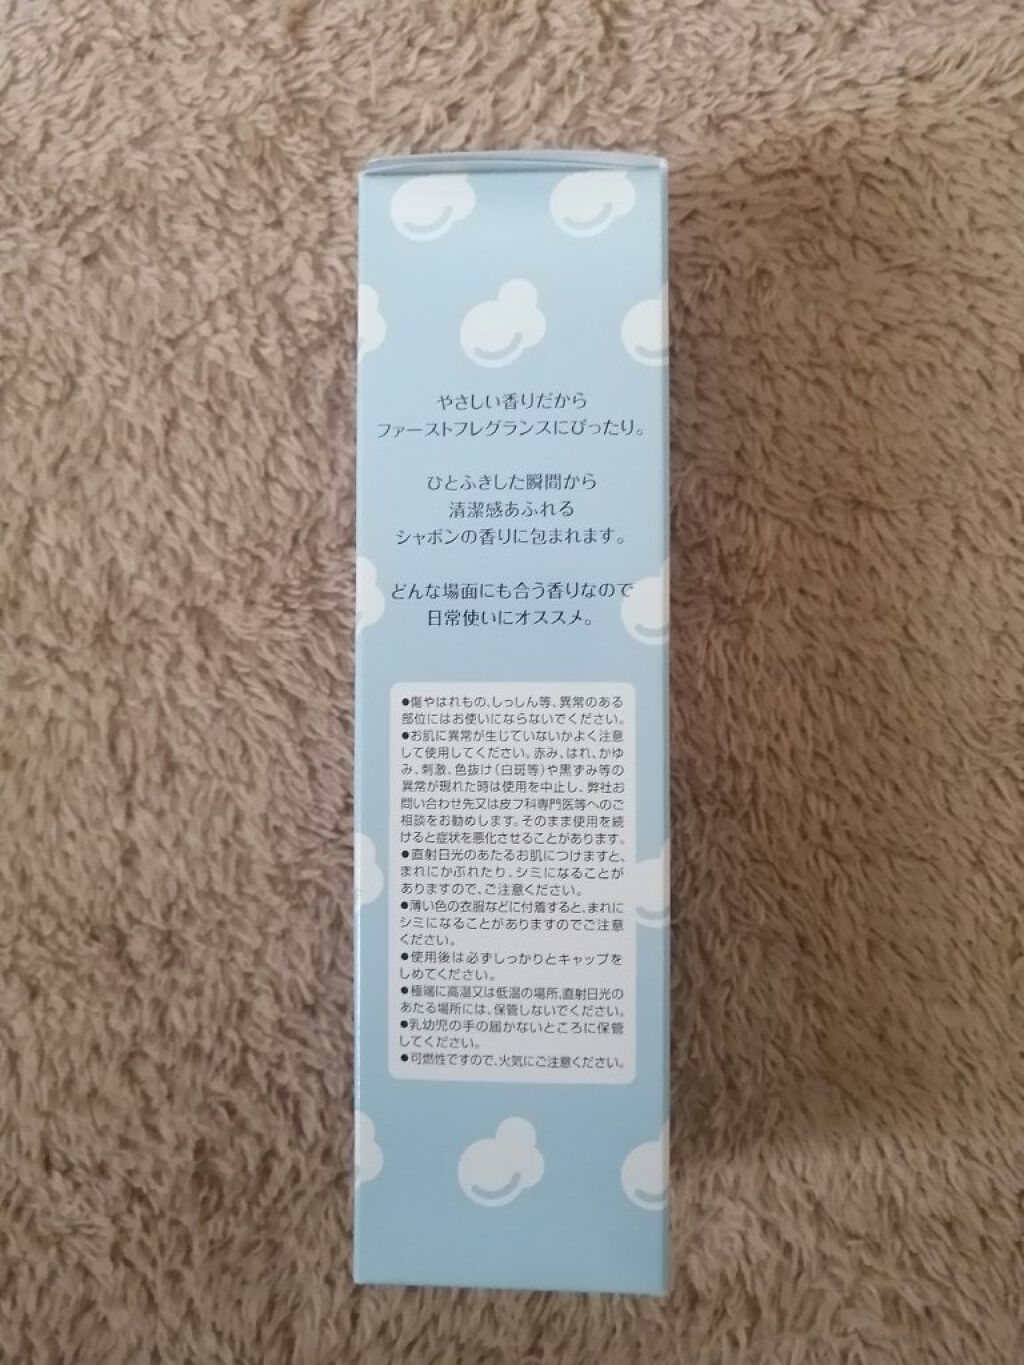 やさしい香りだから
ファーストフレグランスにぴったり。
ひとふきした瞬間から
清潔感あふれる
シャボンの香りに包まれます。
どんな場面にも合う香りなので
日常使いにオススメ。
●傷やはれもの、しっしん等、異常のある
部位にはお使いにならないでください。
●お肌に異常が生じていないかよく注意
して使用してください。赤み、はれ、かゆ
み、刺激、色抜け(白斑等)や黒ずみ等の
異常が現れた時は使用を中止し、弊社お
問い合わせ先又は皮フ科専門医等へのご
相談をお勧めします。そのまま使用を続
けると症状を悪化させることがあります。
●直射日光のあたるお肌につけますと、
まれにかぶれたり、シミになることが
ありますので、ご注意ください。
●薄い色の衣服などに付着すると、まれに
シミになることがありますのでご注意
ください。
●使用後は必ずしっかりとキャップを
しめてください。
●極端に高温又は低温の場所、直射日光の
あたる場所には、保管しないでください。
●乳幼児の手の届かないところに保管
してください。
●可燃性ですので、火気にご注意ください。